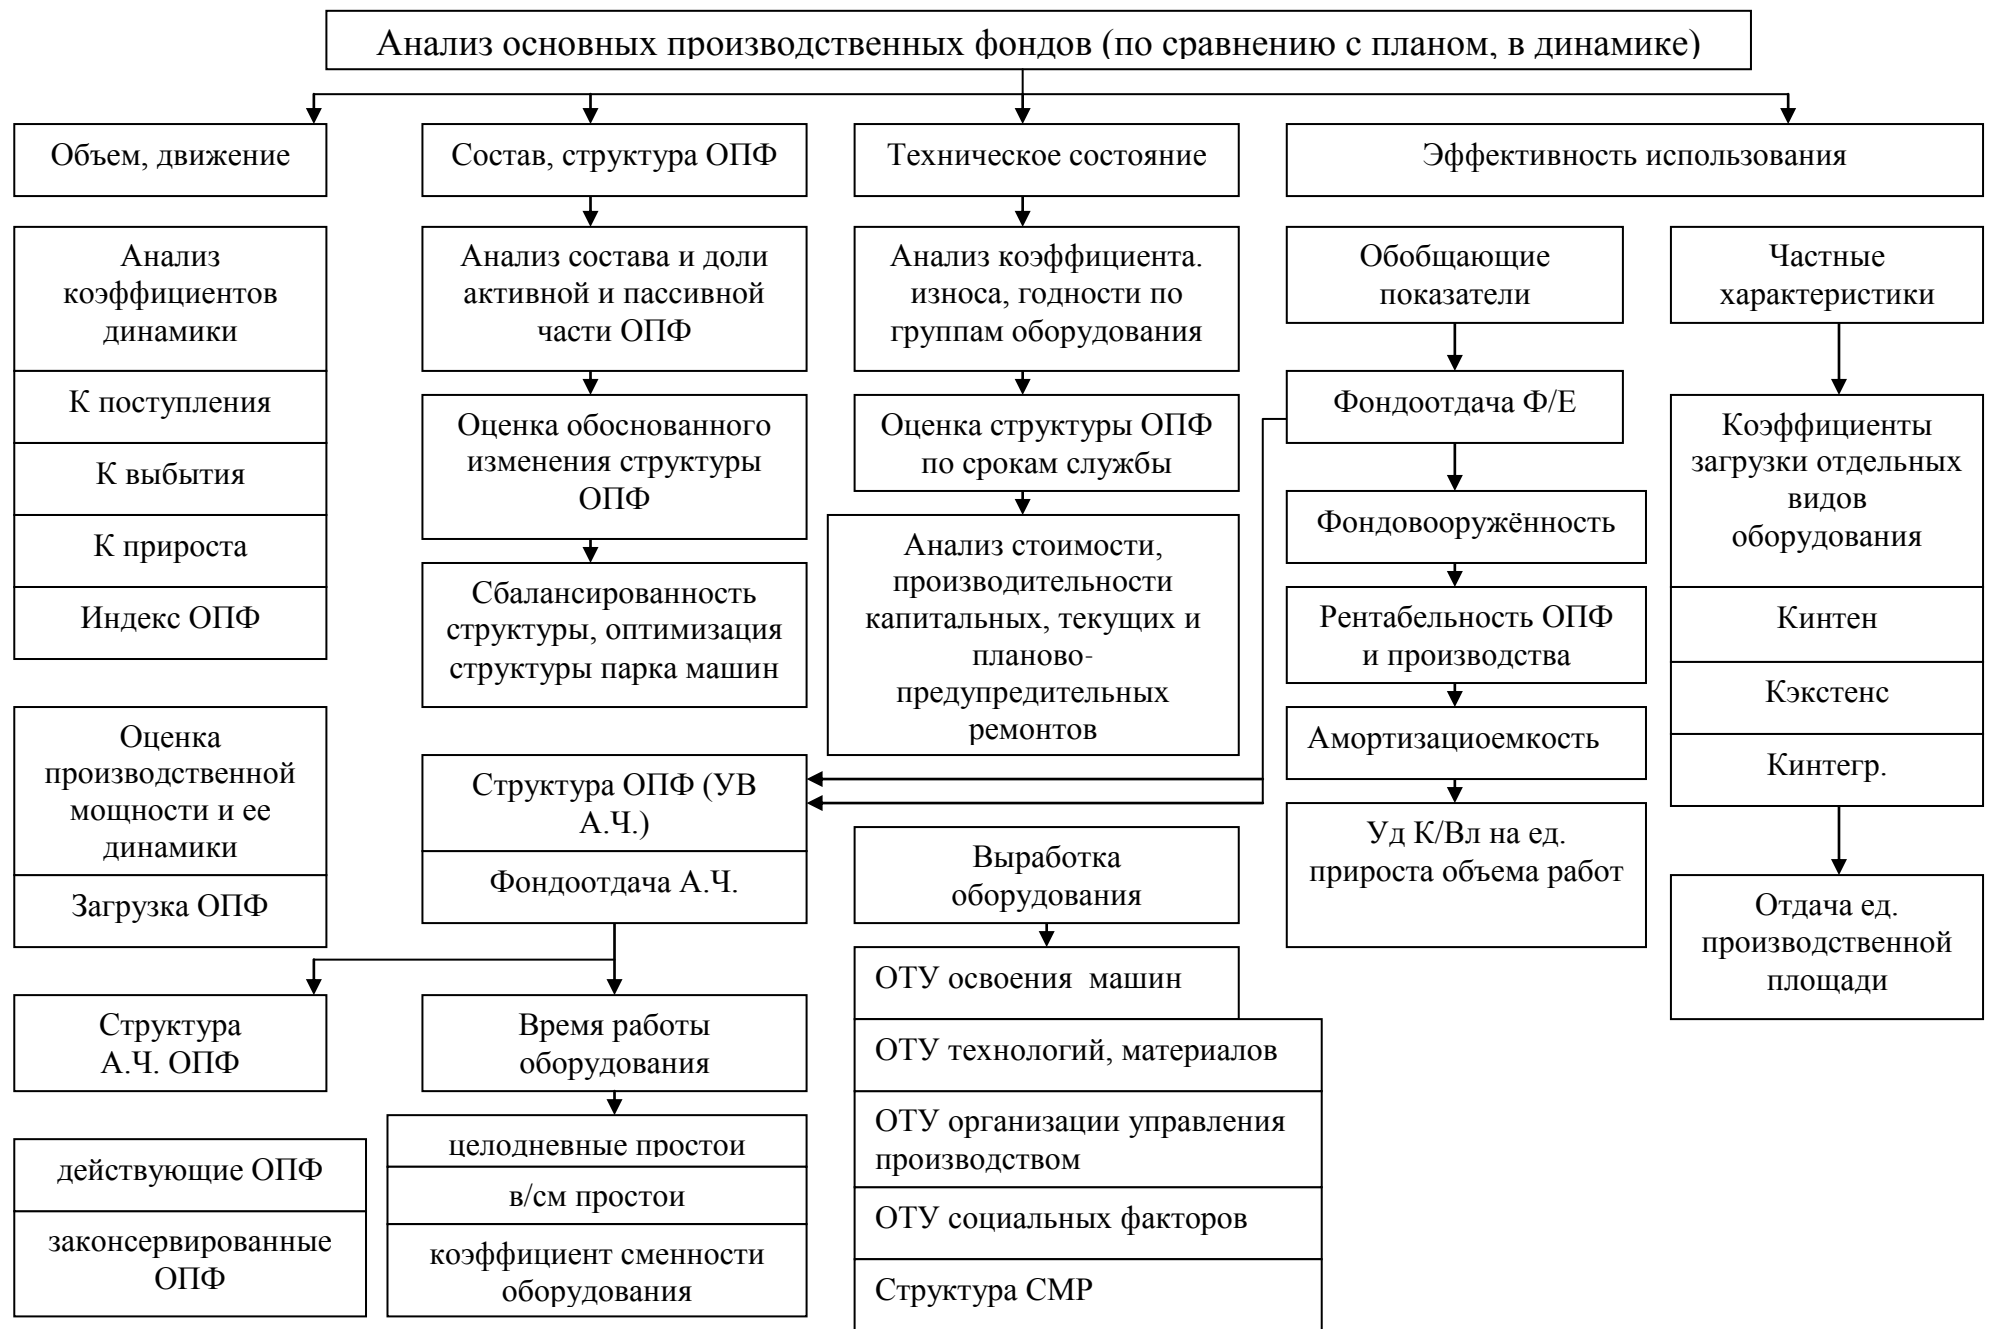 Анализ основных производственных фондов (по сравнению с планом, в динамике)
Объем, движение
Состав, структура ОПФ
Техническое состояние
Эффективность использования
Анализ
коэффициентов
динамики
К поступления
К выбытия
К прироста
Индекс ОПФ
Оценка
производственной
мощности и ее
динамики
Загрузка ОПФ
Структура
А.Ч. ОПФ
действующие ОПФ
законсервированные
ОПФ
Анализ состава и доли
активной и пассивной
части ОПФ
Оценка обоснованного
изменения структуры
ОПФ
Сбалансированность
структуры, оптимизация
структуры парка машин
Структура ОПФ (УВ
А.Ч.)
Фондоотдача А.Ч.
Время работы
оборудования
целодневные простои
в/см простои
коэффициент сменности
оборудования
Анализ коэффициента.
износа, годности по
группам оборудования
Оценка структуры ОПФ
по срокам службы
Анализ стоимости,
производительности
капитальных, текущих и
планово-
предупредительных
ремонтов
Выработка
оборудования
ОТУ освоения  машин
ОТУ технологий, материалов
ОТУ организации управления
производством
ОТУ социальных факторов
Структура СМР
Обобщающие
показатели
Фондоотдача Ф/Е
Фондовооружённость
Рентабельность ОПФ
и производства
Амортизациоемкость
Уд К/Вл на ед.
прироста объема работ
Частные
характеристики
Коэффициенты
загрузки отдельных
видов
оборудования
Кинтен
Кэкстенс
Кинтегр.
Отдача ед.
производственной
площади